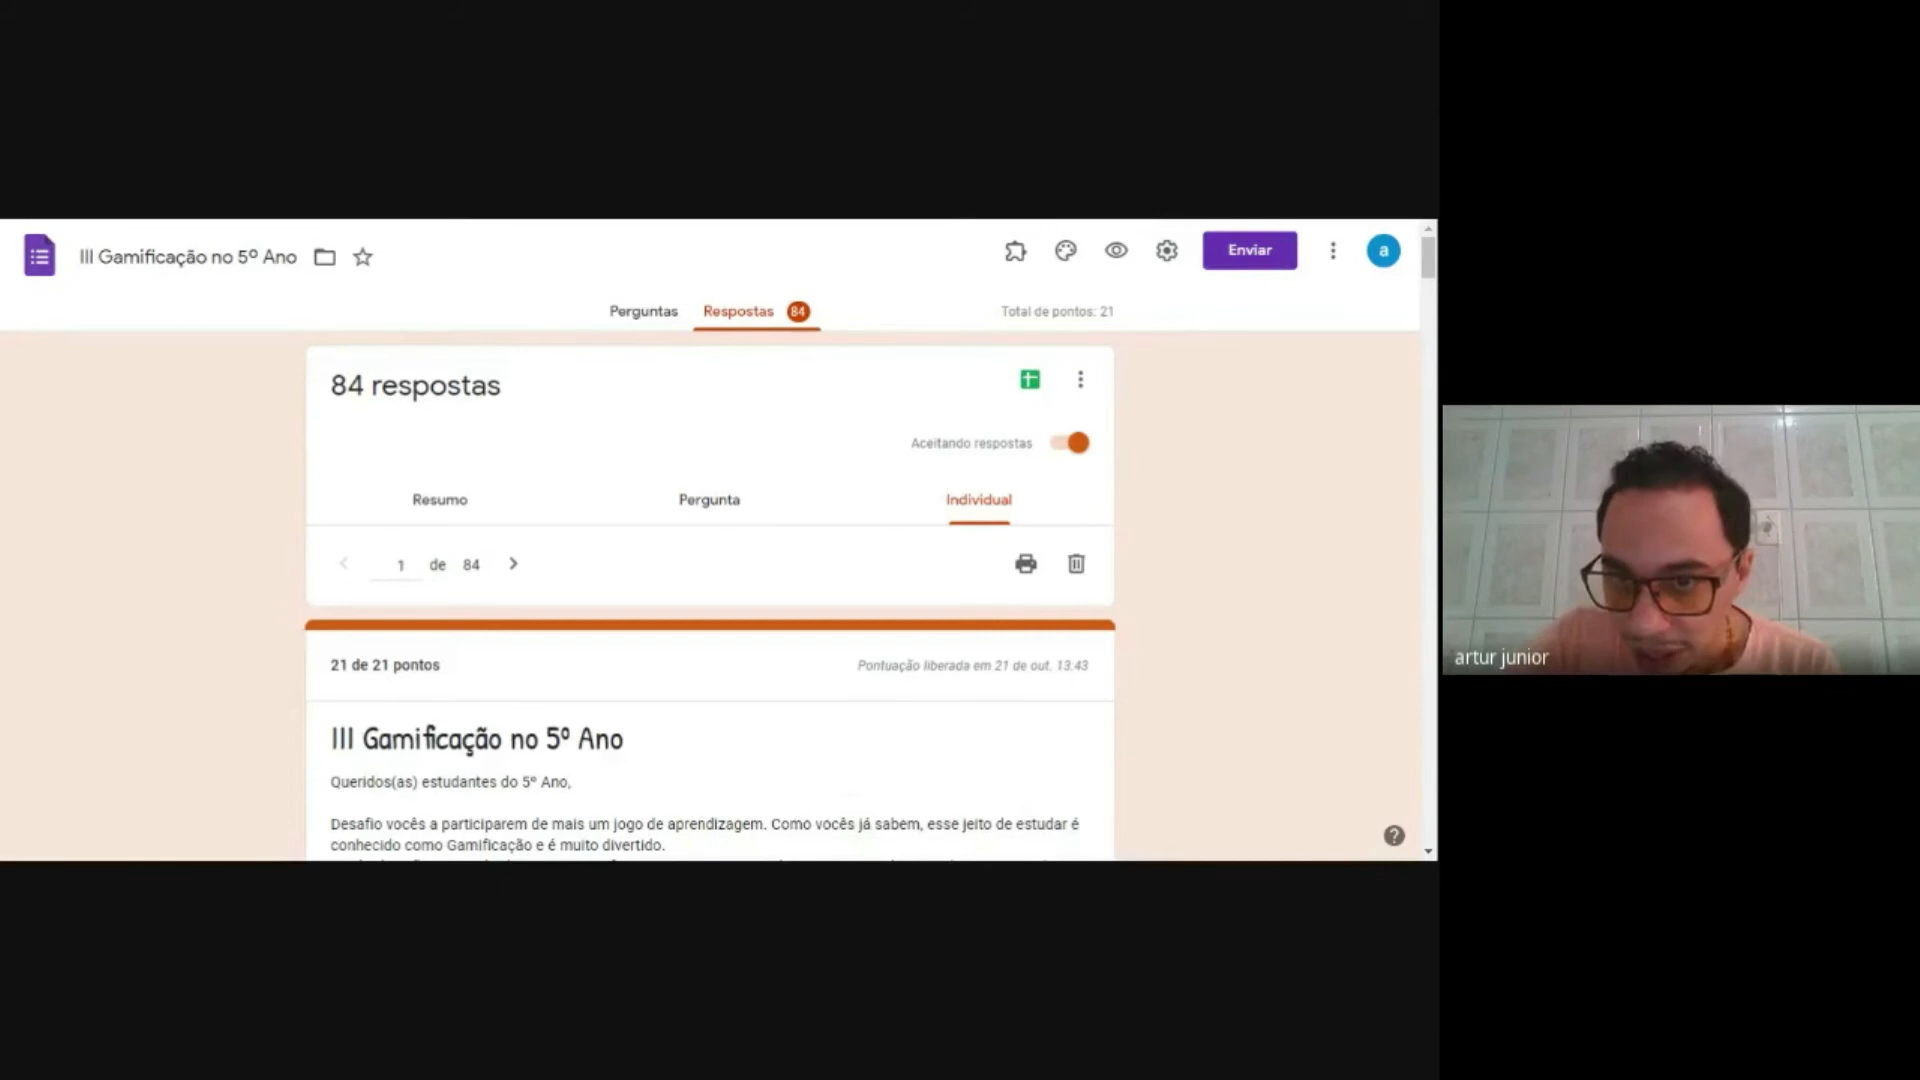 III Gamificação no 5º Ano
Enviar
a
Perguntas
Respostas 84
Total de pontos: 21
84 respostas
Aceitando respostas
Resumo
Pergunta
Individual
1 de 84
21 de 21 pontos
Pontuação liberada em 21 de out. 13:43
III Gamificação no 5º Ano
Queridos(as) estudantes do 5º Ano,
Desafio vocês a participarem de mais um jogo de aprendizagem. Como vocês já sabem, esse jeito de estudar é
conhecido como Gamificação e é muito divertido.
artur junior